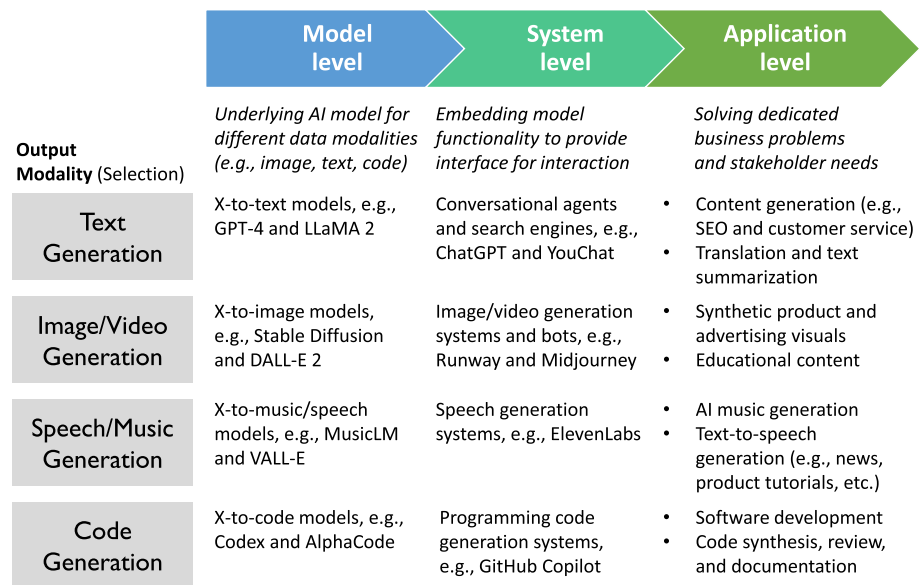 Model
level
System
level
Application
level
Underlying AI model for
different data modalities
(e.g., image, text, code)
Embedding model
functionality to provide
interface for interaction
Solving dedicated
business problems
and stakeholder needs
Output
Modality (Selection)
Text
Generation
X-to-text models, e.g.,
GPT-4 and LLaMA 2
Conversational agents
and search engines, e.g.,
ChatGPT and YouChat
• Content generation (e.g.,
SEO and customer service)
• Translation and text
summarization
Image/Video
Generation
X-to-image models,
e.g., Stable Diffusion
and DALL-E 2
Image/video generation
systems and bots, e.g.,
Runway and Midjourney
• Synthetic product and
advertising visuals
• Educational content
Speech/Music
Generation
X-to-music/speech
models, e.g., MusicLM
and VALL-E
Speech generation
systems, e.g., ElevenLabs
• AI music generation
• Text-to-speech
generation (e.g., news,
product tutorials, etc.)
Code
Generation
X-to-code models, e.g.,
Codex and AlphaCode
Programming code
generation systems,
e.g., GitHub Copilot
• Software development
• Code synthesis, review,
and documentation